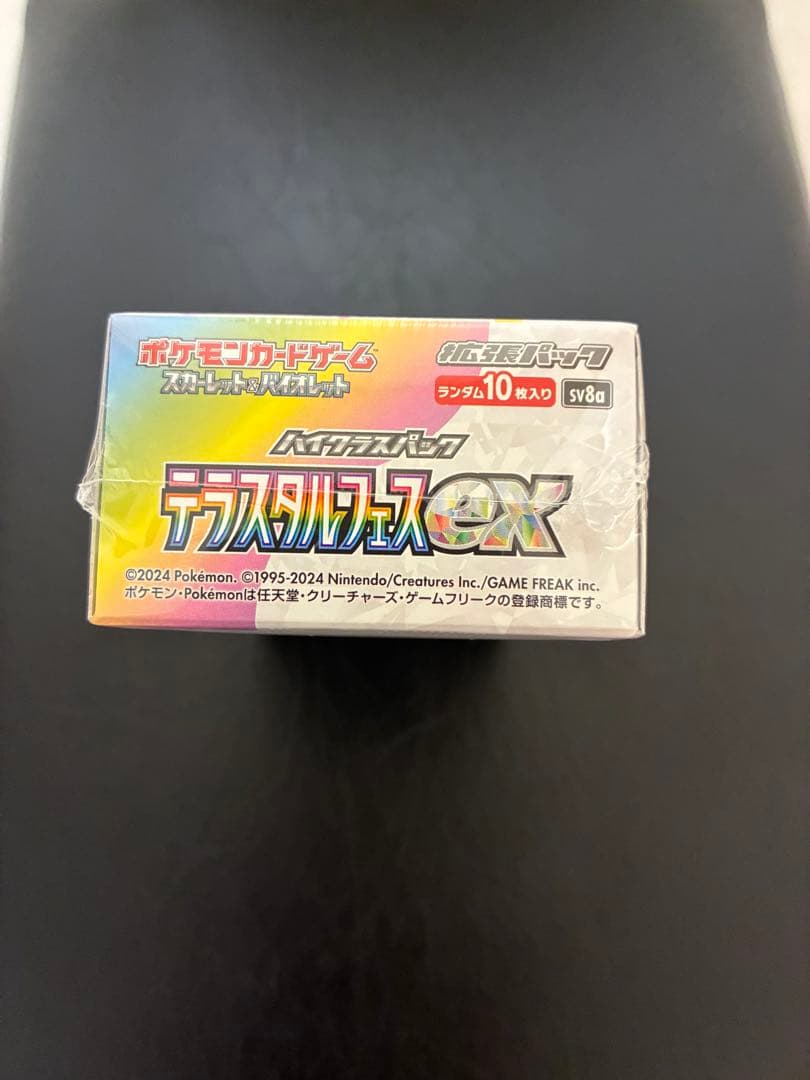 ポケモンカードゲーム™
スカーレット&バイオレット
拡張パック
ランダム10枚入り
SV8a
ハイクラスパック
テラスタルフェスex
©2024 Pokémon. ©1995-2024 Nintendo/Creatures Inc./GAME FREAK inc.
ポケモン・Pokémonは任天堂・クリーチャーズ・ゲームフリークの登録商標です。